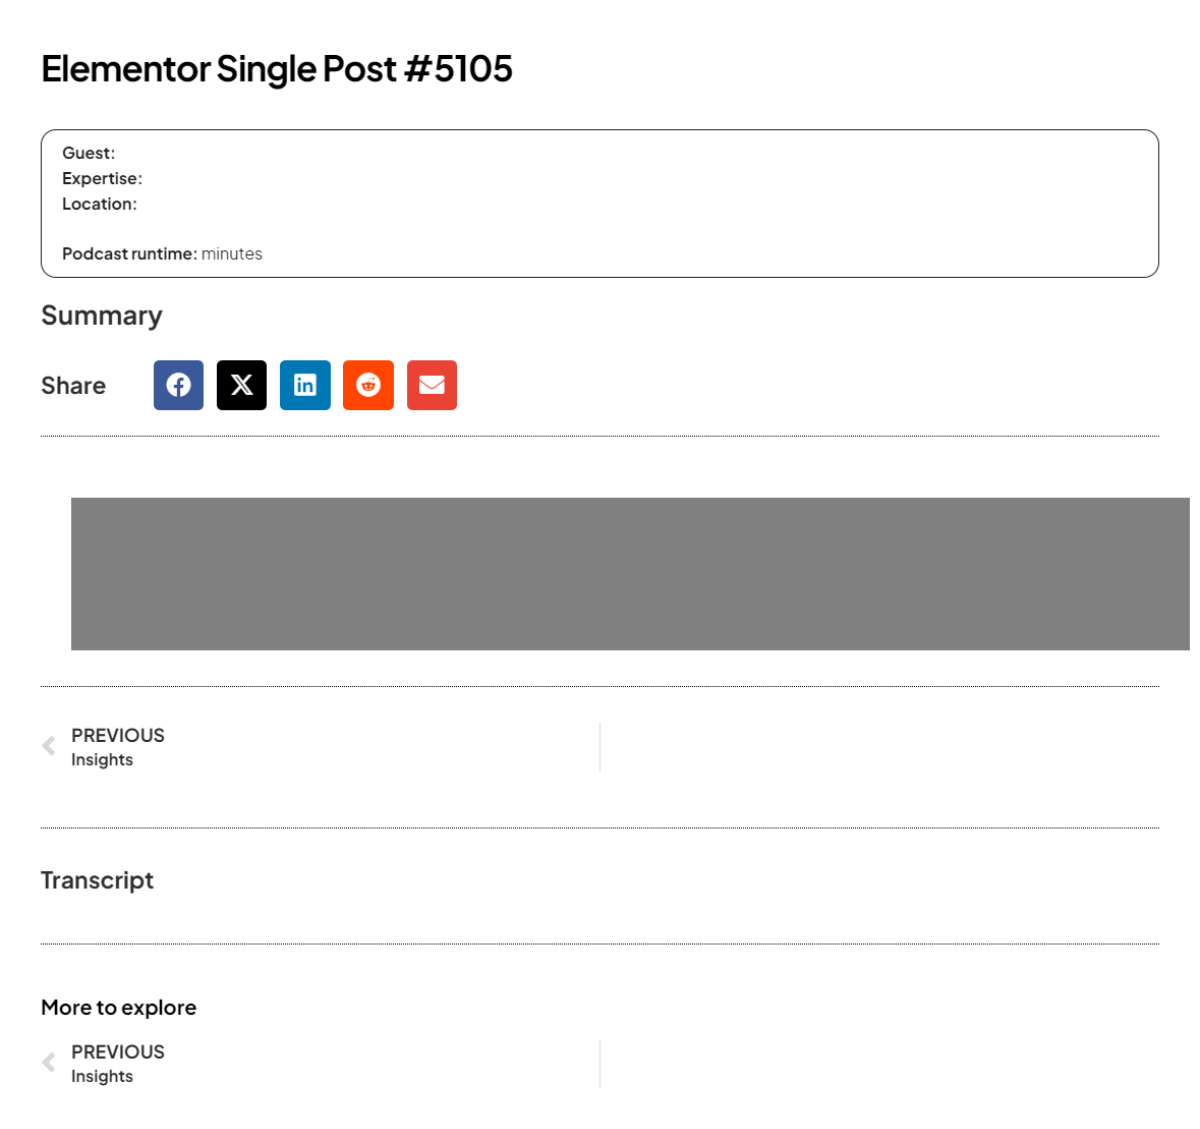 Elementor Single Post #5105
Guest:
Expertise:
Location:
Podcast runtime: minutes
Summary
Share
PREVIOUS
Insights
Transcript
More to explore
PREVIOUS
Insights